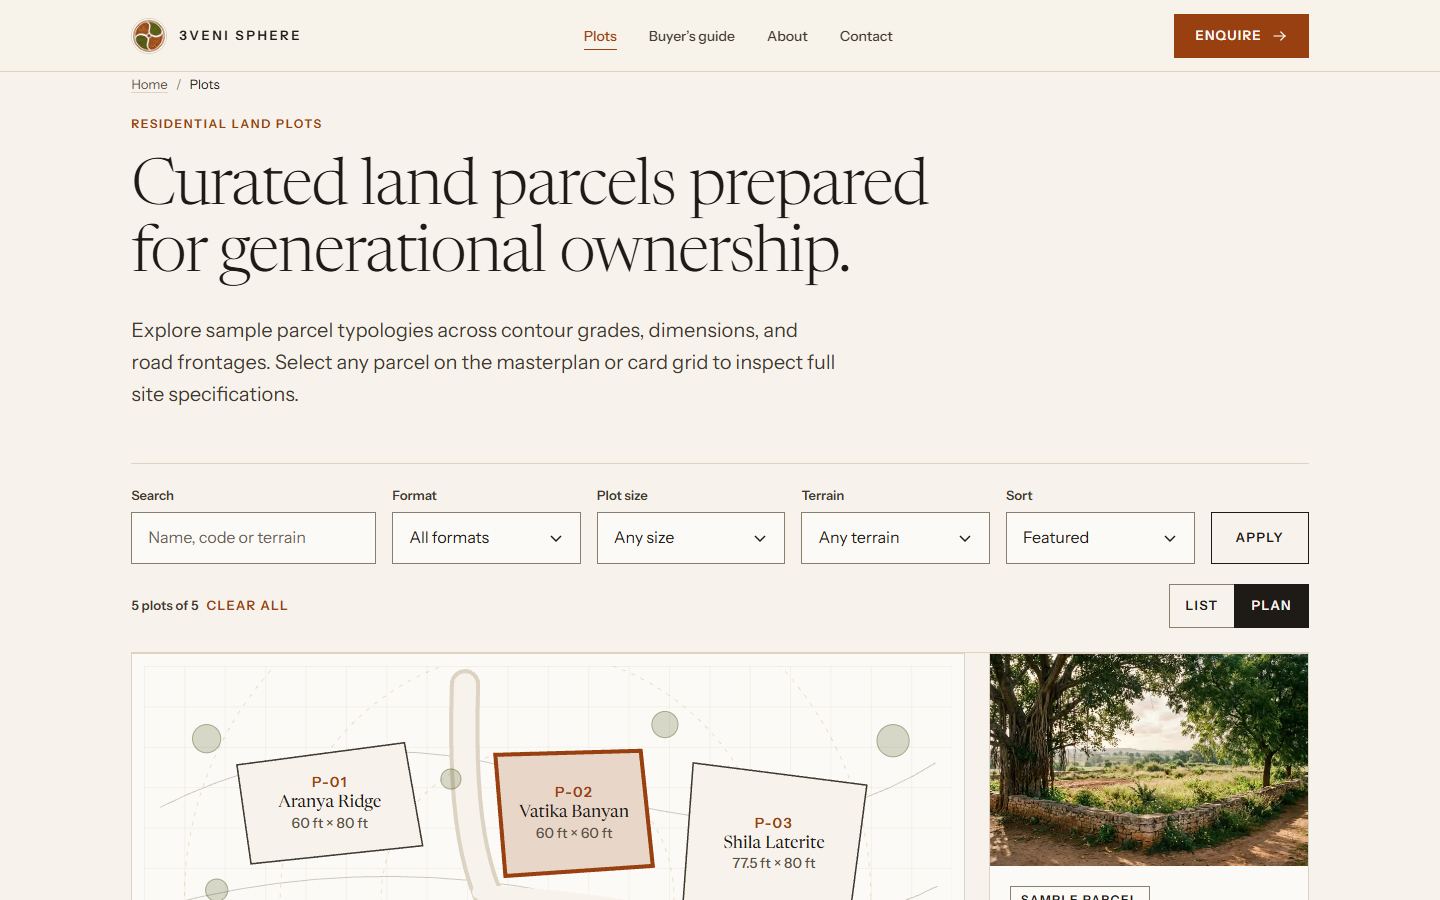 3VENI SPHERE
Plots
Buyer’s guide
About
Contact
ENQUIRE →
Home / Plots
RESIDENTIAL LAND PLOTS
Curated land parcels prepared
for generational ownership.
Explore sample parcel typologies across contour grades, dimensions, and
road frontages. Select any parcel on the masterplan or card grid to inspect full
site specifications.
Search
Format
Plot size
Terrain
Sort
Name, code or terrain
All formats
Any size
Any terrain
Featured
APPLY
5 plots of 5 CLEAR ALL
LIST
PLAN
P-01
Aranya Ridge
60 ft × 80 ft
P-02
Vatika Banyan
60 ft × 60 ft
P-03
Shila Laterite
77.5 ft × 80 ft
SAMPLE PARCEL